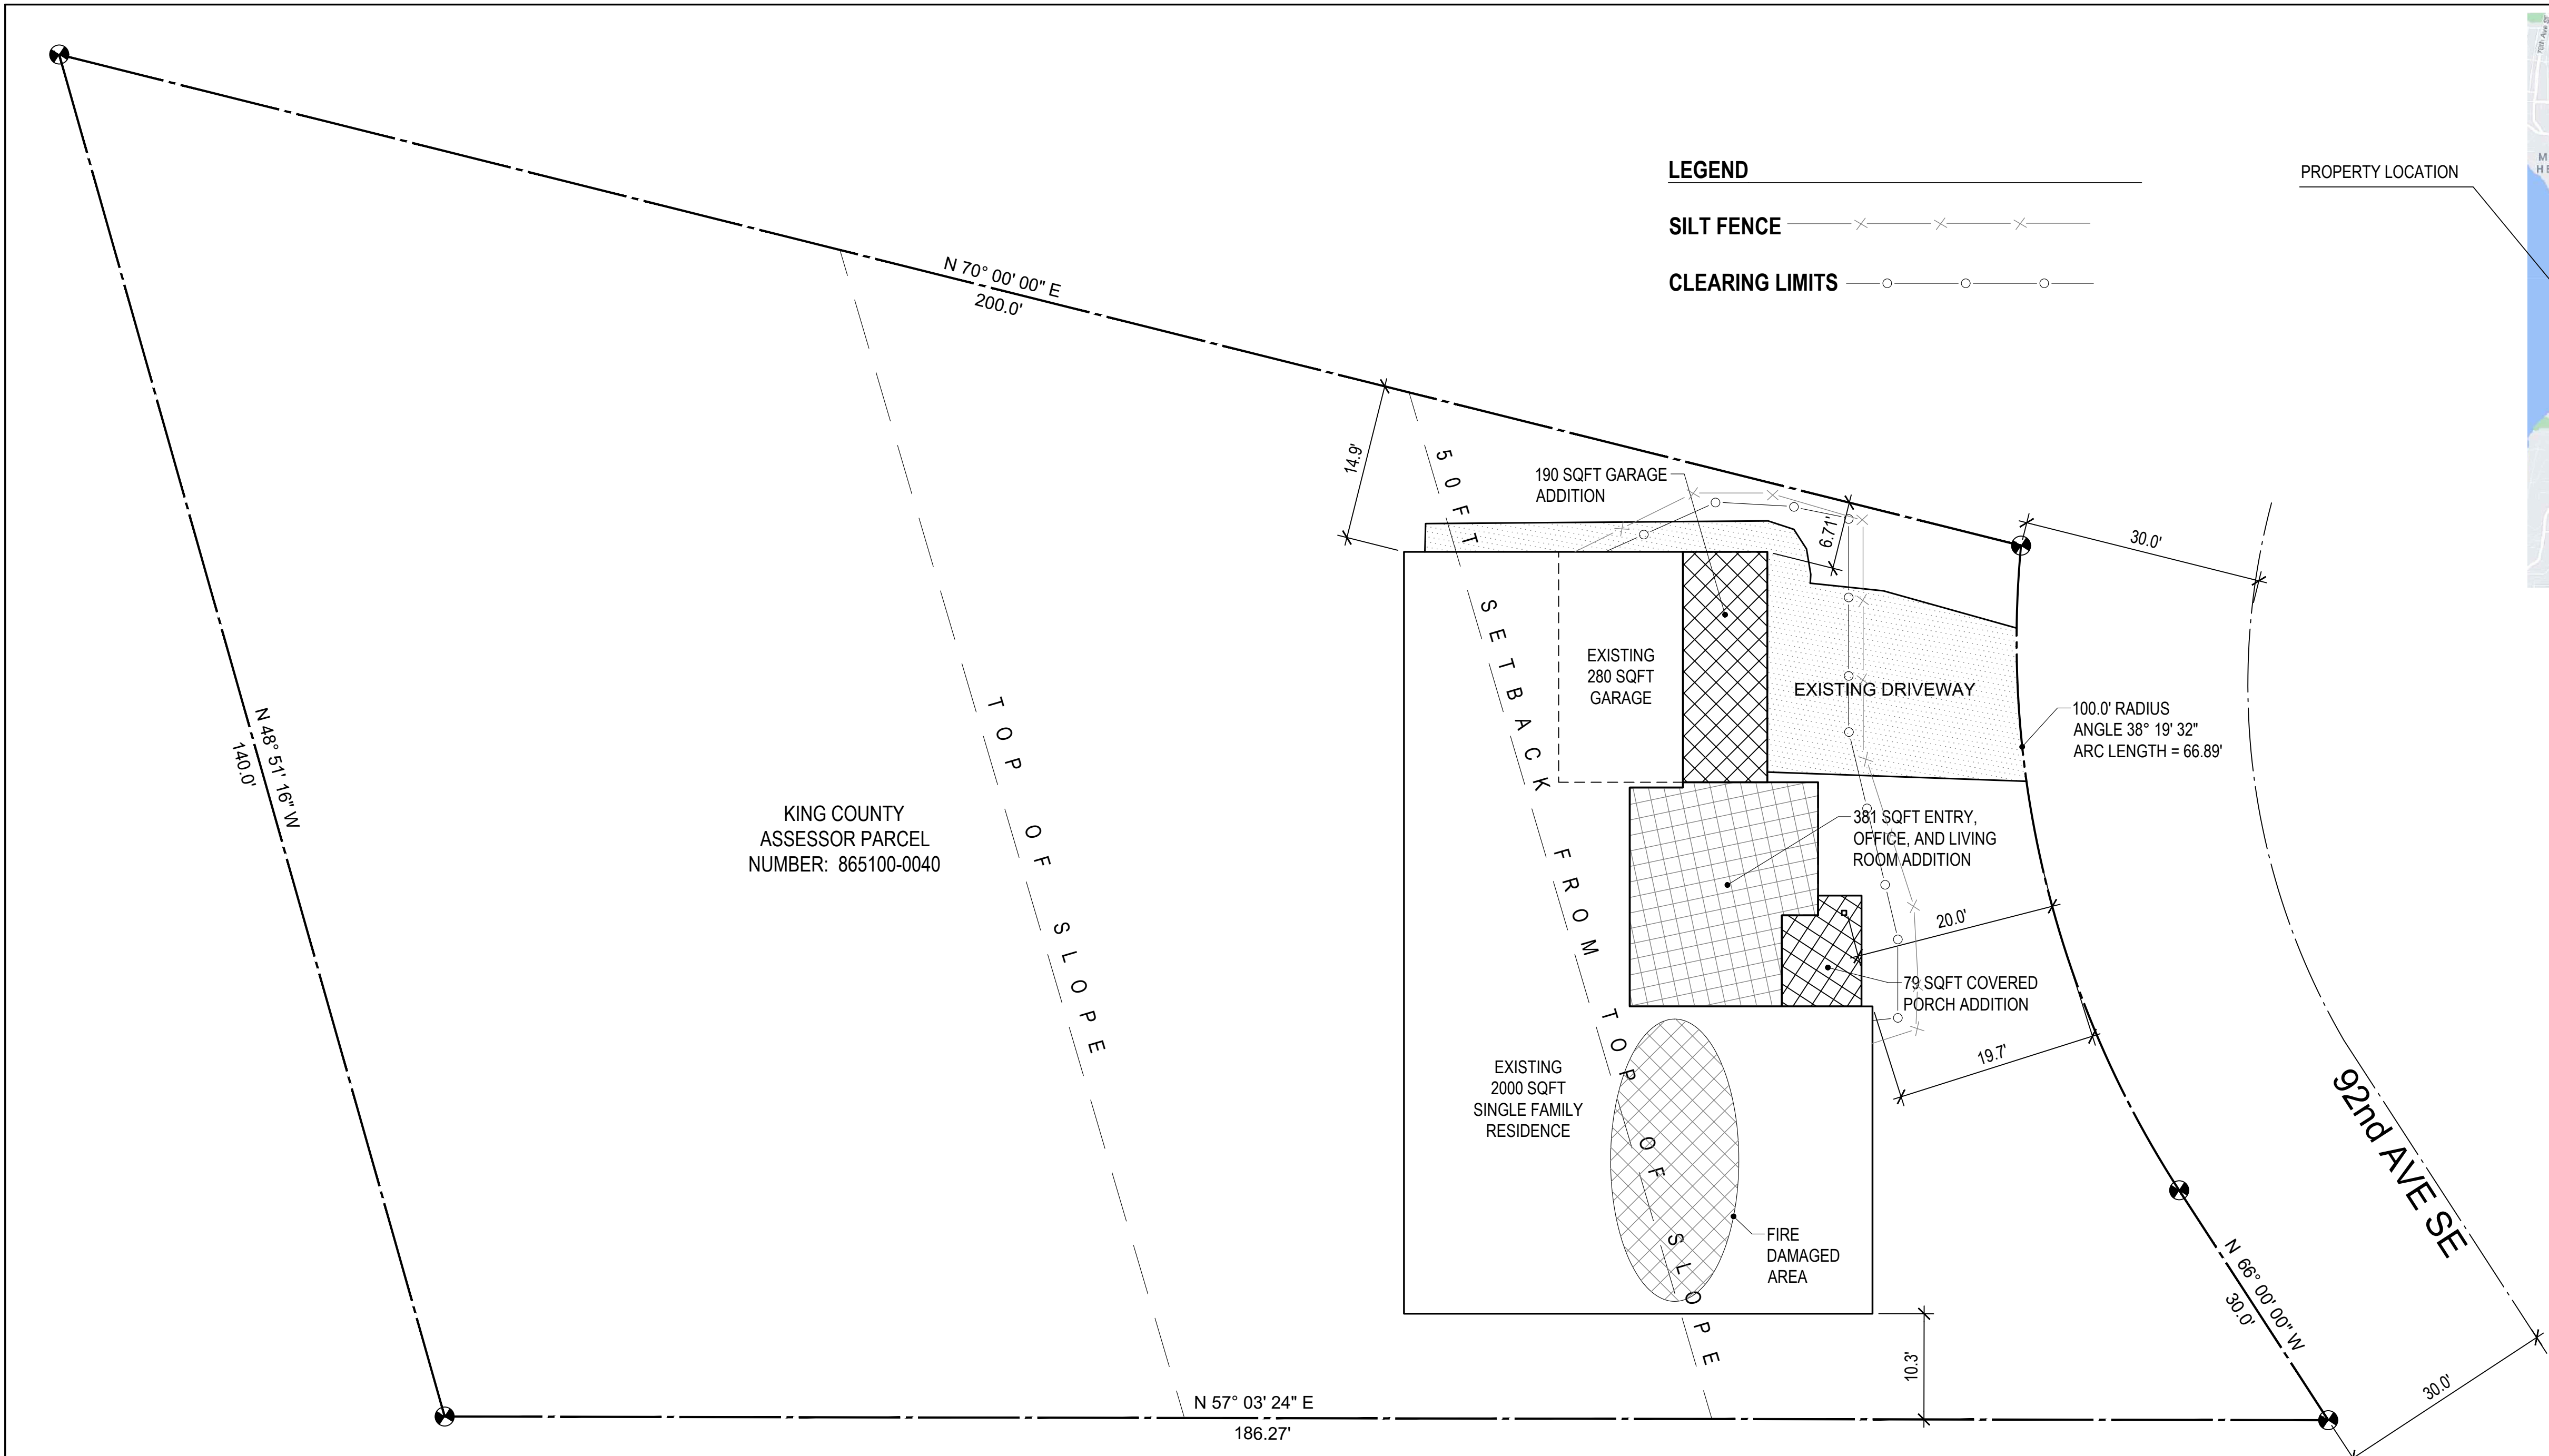 LEGEND
SILT FENCE
CLEARING LIMITS
PROPERTY LOCATION
N 70° 00' 00" E
200.0'
14.9'
190 SQFT GARAGE
ADDITION
6.71'
30.0'
50FT SETBACK FROM TOP OF SLOPE
TOP OF SLOPE
EXISTING
280 SQFT
GARAGE
EXISTING DRIVEWAY
100.0' RADIUS
ANGLE 38° 19' 32"
ARC LENGTH = 66.89'
N 48° 51' 16" W
140.0'
KING COUNTY
ASSESSOR PARCEL
NUMBER: 865100-0040
381 SQFT ENTRY,
OFFICE, AND LIVING
ROOM ADDITION
20.0'
79 SQFT COVERED
PORCH ADDITION
19.7'
EXISTING
2000 SQFT
SINGLE FAMILY
RESIDENCE
FIRE
DAMAGED
AREA
92nd AVE SE
N 66° 00' 00" W
30.0'
10.3'
30.0'
N 57° 03' 24" E
186.27'